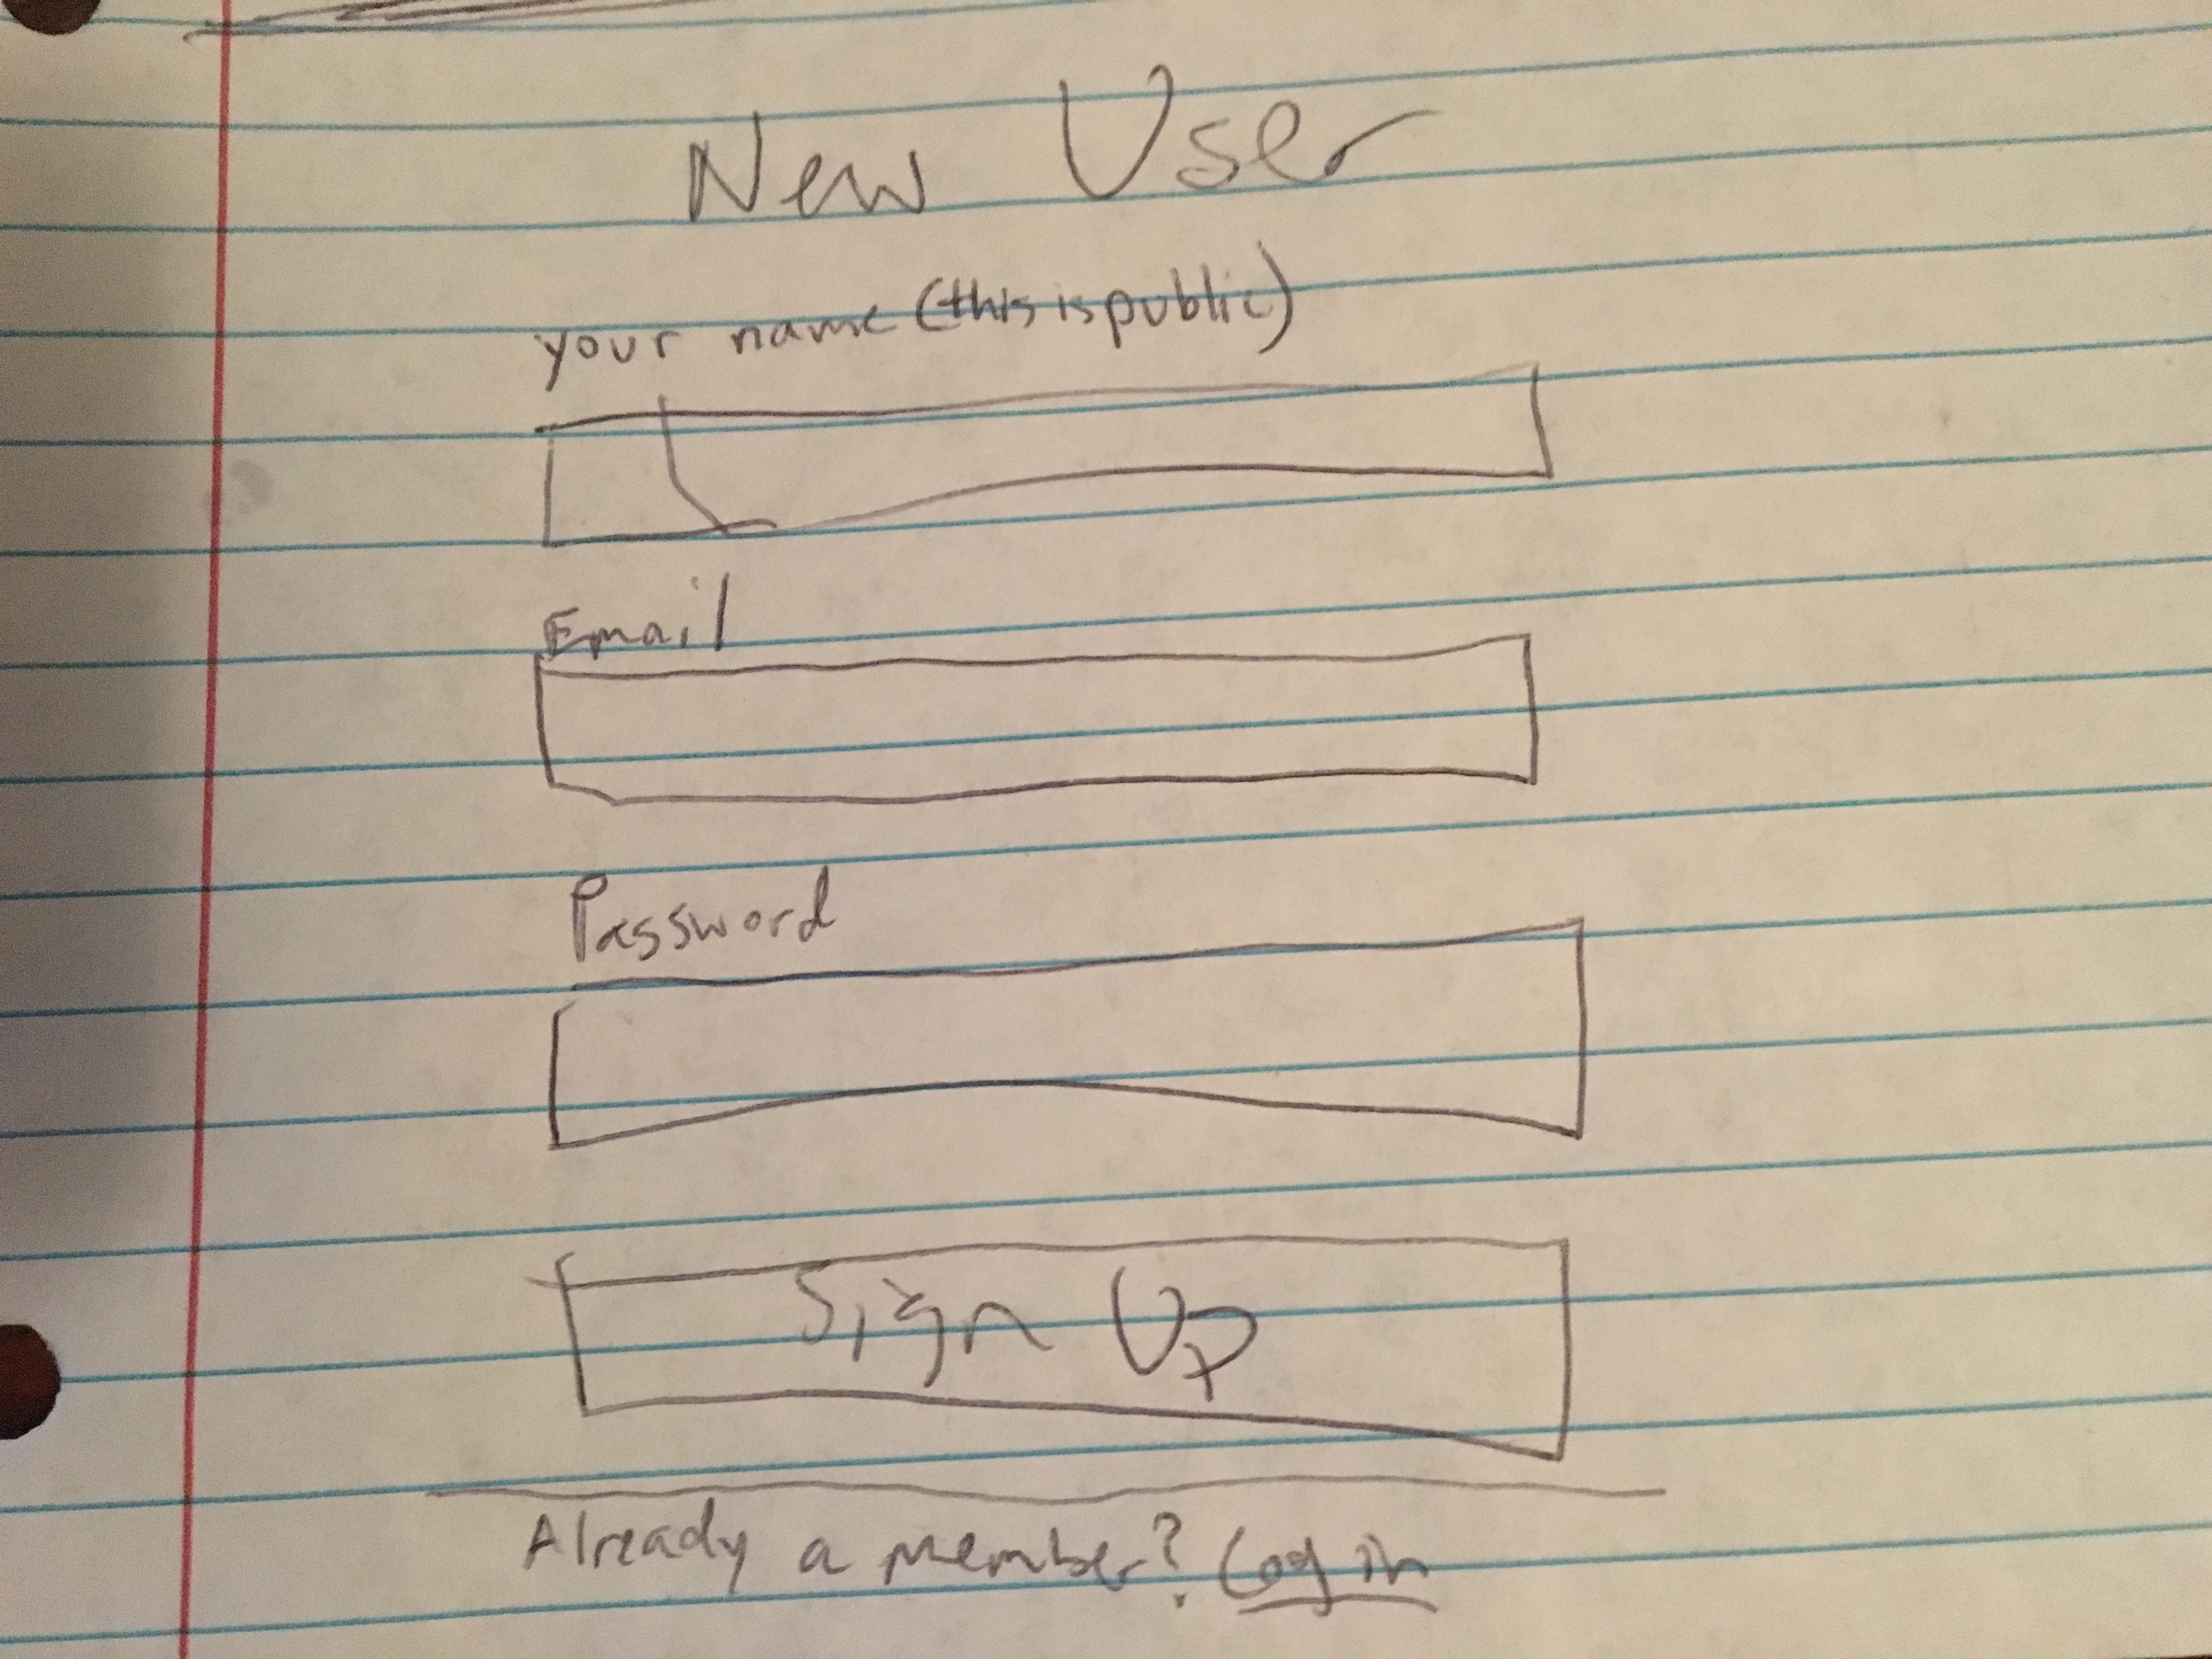 New User
your name (this is public)
Email
Password
Sign Up
Already a member? Log in